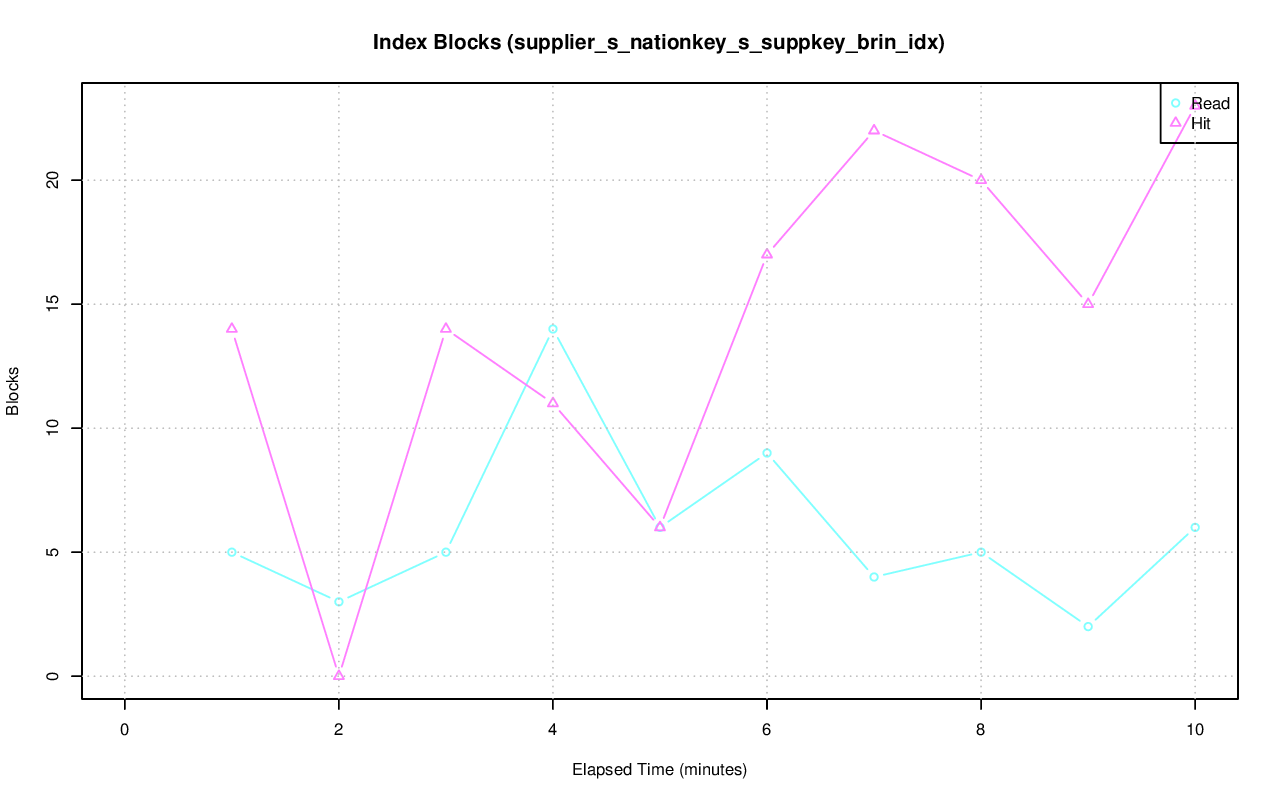 Index Blocks (supplier_s_nationkey_s_suppkey_brin_idx)
Read
Hit
Blocks
20
15
10
5
0
0 2 4 6 8 10
Elapsed Time (minutes)